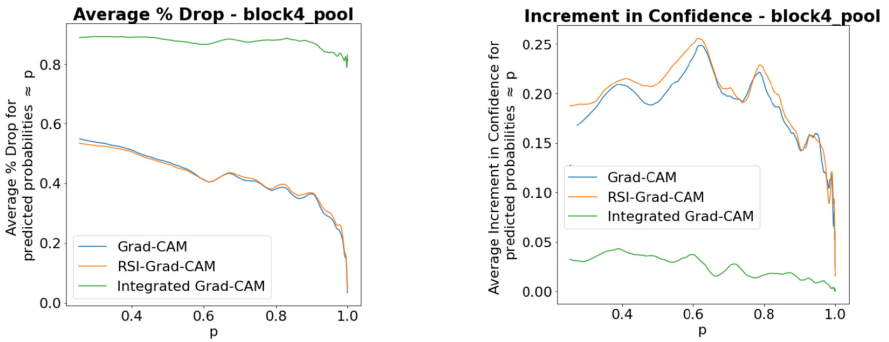 Average % Drop - block4_pool
Average % Drop for
predicted probabilities ≈ p
0.8
0.6
0.4
0.2
0.0
Grad-CAM
RSI-Grad-CAM
Integrated Grad-CAM
0.4 0.6 0.8 1.0
p
Increment in Confidence - block4_pool
Average Increment in Confidence for
predicted probabilities ≈ p
0.25
0.20
0.15
0.10
0.05
0.00
Grad-CAM
RSI-Grad-CAM
Integrated Grad-CAM
0.4 0.6 0.8 1.0
p